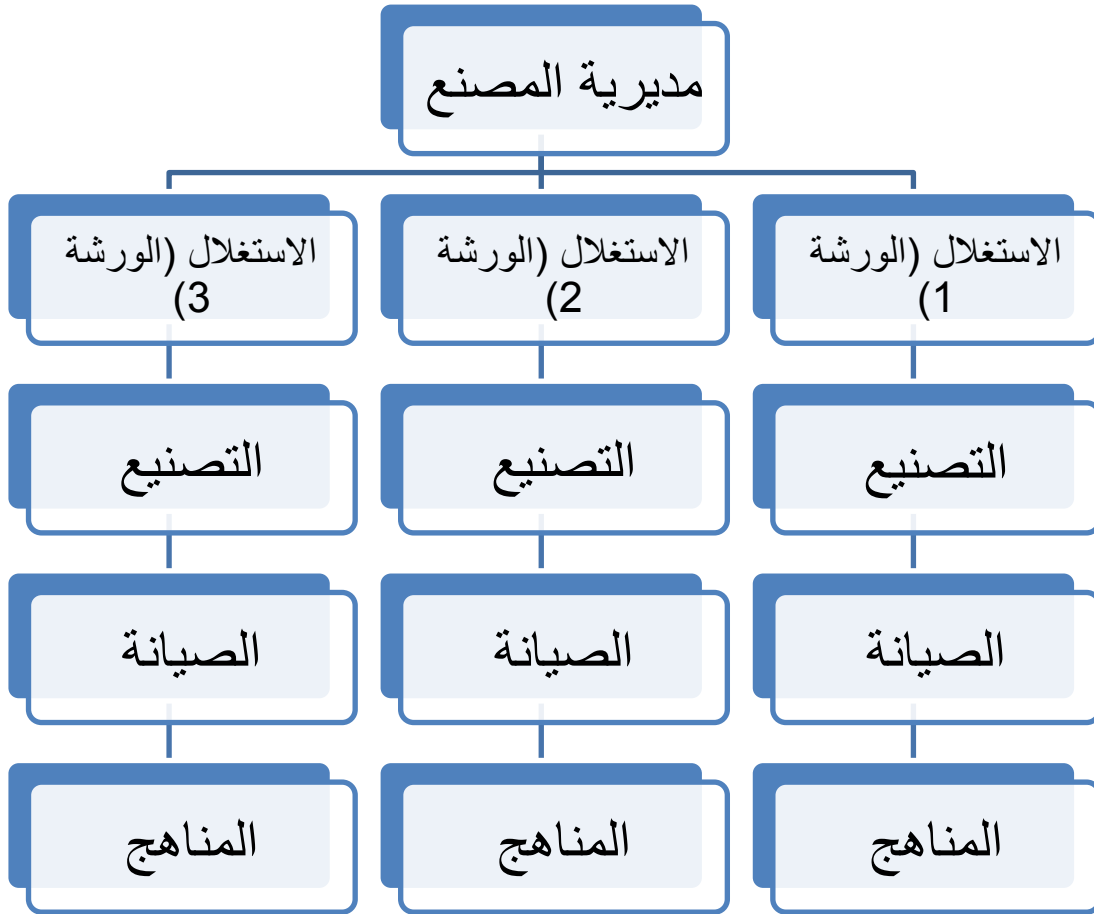 مديرية المصنع
الاستغلال (الورشة
1)
الاستغلال (الورشة
2)
الاستغلال (الورشة
3)
التصنيع
التصنيع
التصنيع
الصيانة
الصيانة
الصيانة
المناهج
المناهج
المناهج